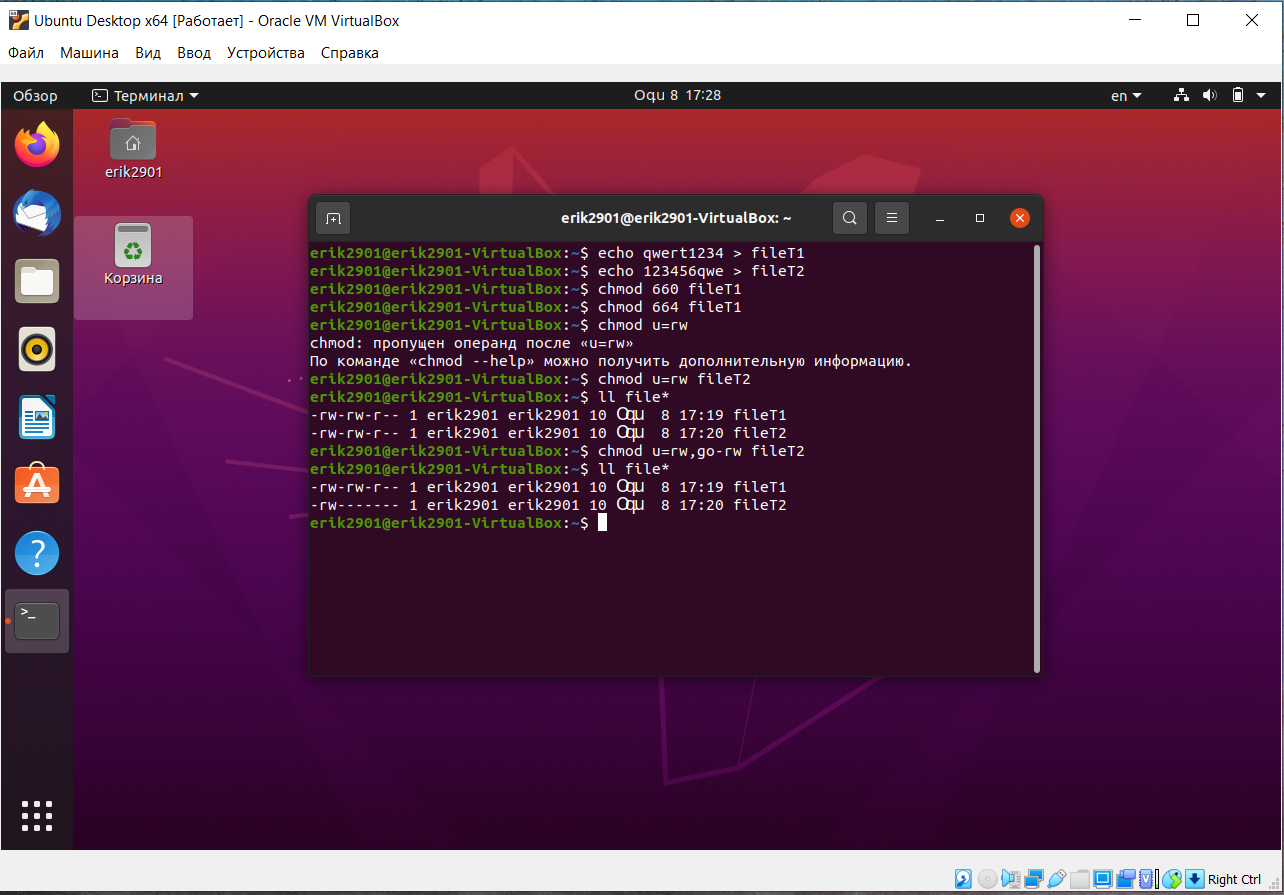 Ubuntu Desktop x64 [Работает] - Oracle VM VirtualBox
Файл Машина Вид Ввод Устройства Справка
Обзор Терминал Oqu 8 17:28 en
erik2901
Корзина
erik2901@erik2901-VirtualBox: ~
erik2901@erik2901-VirtualBox:~$ echo qwert1234 > fileT1
erik2901@erik2901-VirtualBox:~$ echo 123456qwe > fileT2
erik2901@erik2901-VirtualBox:~$ chmod 660 fileT1
erik2901@erik2901-VirtualBox:~$ chmod 664 fileT1
erik2901@erik2901-VirtualBox:~$ chmod u=rw
chmod: пропущен операнд после «u=rw»
По команде «chmod --help» можно получить дополнительную информацию.
erik2901@erik2901-VirtualBox:~$ chmod u=rw fileT2
erik2901@erik2901-VirtualBox:~$ ll file*
-rw-rw-r-- 1 erik2901 erik2901 10 Oqu 8 17:19 fileT1
-rw-rw-r-- 1 erik2901 erik2901 10 Oqu 8 17:20 fileT2
erik2901@erik2901-VirtualBox:~$ chmod u=rw,go-rw fileT2
erik2901@erik2901-VirtualBox:~$ ll file*
-rw-rw-r-- 1 erik2901 erik2901 10 Oqu 8 17:19 fileT1
-rw------- 1 erik2901 erik2901 10 Oqu 8 17:20 fileT2
erik2901@erik2901-VirtualBox:~$
Right Ctrl